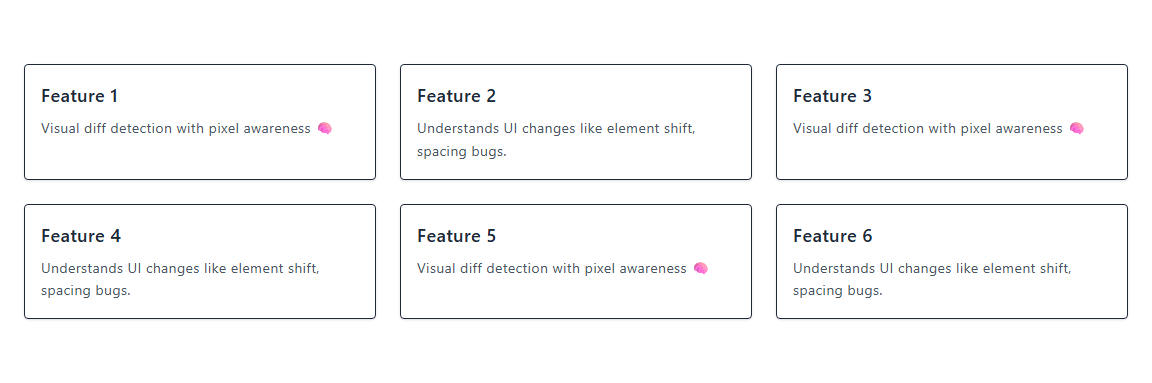 Feature 1
Visual diff detection with pixel awareness 🧠
Feature 2
Understands UI changes like element shift,
spacing bugs.
Feature 3
Visual diff detection with pixel awareness 🧠
Feature 4
Understands UI changes like element shift,
spacing bugs.
Feature 5
Visual diff detection with pixel awareness 🧠
Feature 6
Understands UI changes like element shift,
spacing bugs.